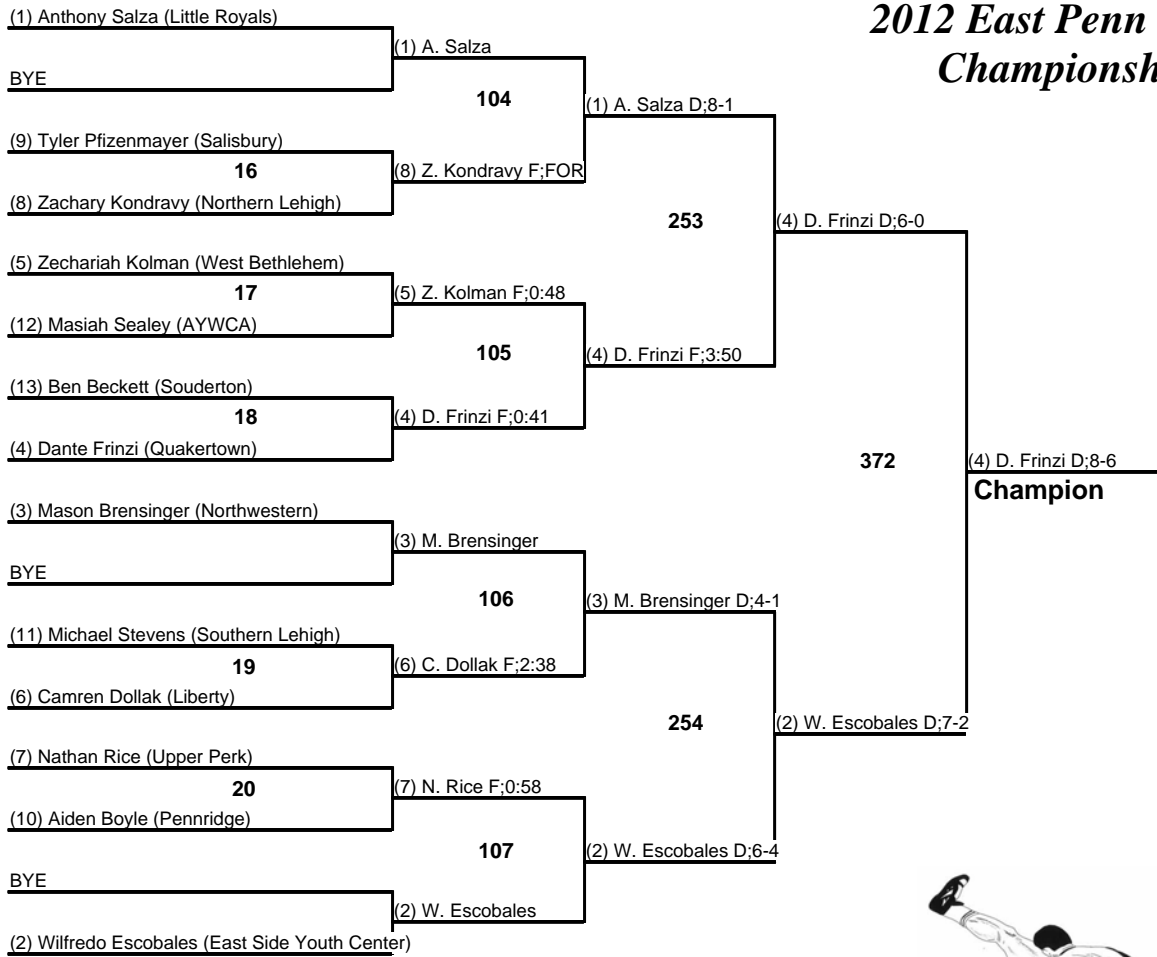 2012 East Penn
Championsh
(1) Anthony Salza (Little Royals)
BYE
(9) Tyler Pfizenmayer (Salisbury)
16
(8) Zachary Kondravy (Northern Lehigh)
(5) Zechariah Kolman (West Bethlehem)
17
(12) Masiah Sealey (AYWCA)
(13) Ben Beckett (Souderton)
18
(4) Dante Frinzi (Quakertown)
(3) Mason Brensinger (Northwestern)
BYE
(11) Michael Stevens (Southern Lehigh)
19
(6) Camren Dollak (Liberty)
(7) Nathan Rice (Upper Perk)
20
(10) Aiden Boyle (Pennridge)
BYE
(2) Wilfredo Escobales (East Side Youth Center)
(1) A. Salza
104
(8) Z. Kondravy F;FOR
(5) Z. Kolman F;0:48
105
(4) D. Frinzi F;0:41
(3) M. Brensinger
106
(6) C. Dollak F;2:38
(7) N. Rice F;0:58
107
(2) W. Escobales
(1) A. Salza D;8-1
253
(4) D. Frinzi F;3:50
(3) M. Brensinger D;4-1
254
(2) W. Escobales D;6-4
(4) D. Frinzi D;6-0
372
(2) W. Escobales D;7-2
(4) D. Frinzi D;8-6
Champion